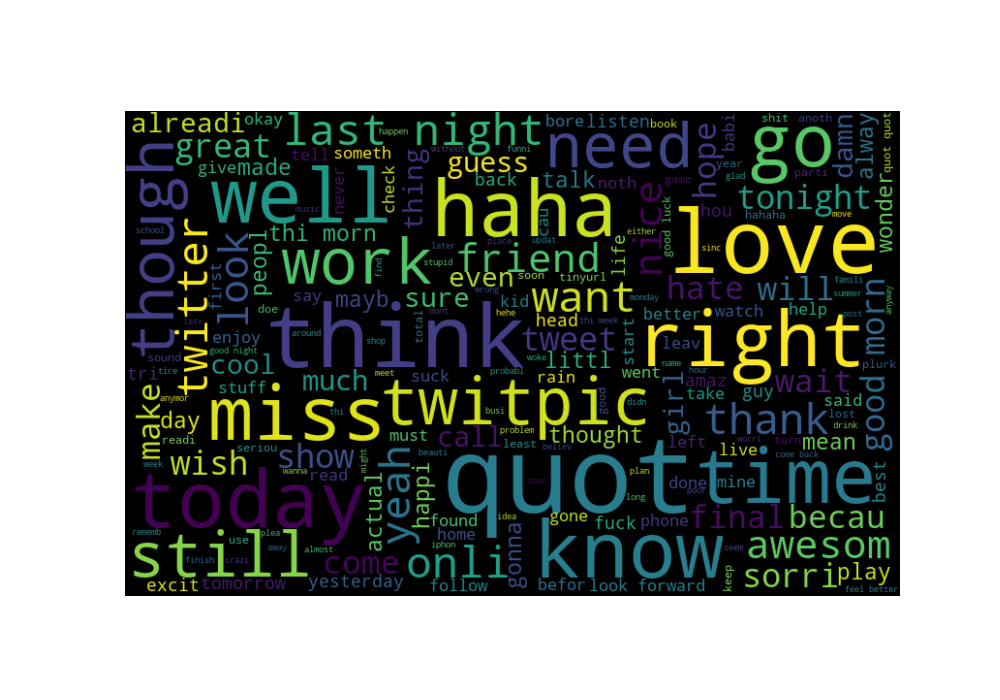 alreadi okay last night bore listen book shit anoth
great happen need go babi damn alway
though give made tell someth never check guess thing hope year
well haha talk noth nice parti glad game
back funni without cau tonight
music hou hahaha wonder quot quot
school thi morn friend life either good luck move
look peopl work later place updat love sinc
twitter first even soon tinyurl hate will famili
find stupid want monday summer anyway
say mayb sure kid better watch help post
doe think wrong hehe head thi week tweet right morn
late around dont total start leav name
sound enjoy shop woke rain littl went hour plurk
good night cool meet probabl amaz wait
tri tire stuff much suck good girl take guy said
anymor miss twitpic didn thank lost good
make thi busi drink
day must call least thought left worri turn mean
readi seriou problem live come back
week wish show yeah beauti believ best
wanna read might happi quot plan done poor mine time
today actual cour long
found idea gone fuck phone final becau
rememb use plea home know seem awesom
still away almost iphon gonna
finish crazi come onli keep sorri play
excit tomorrow yesterday follow befor look forward feel better